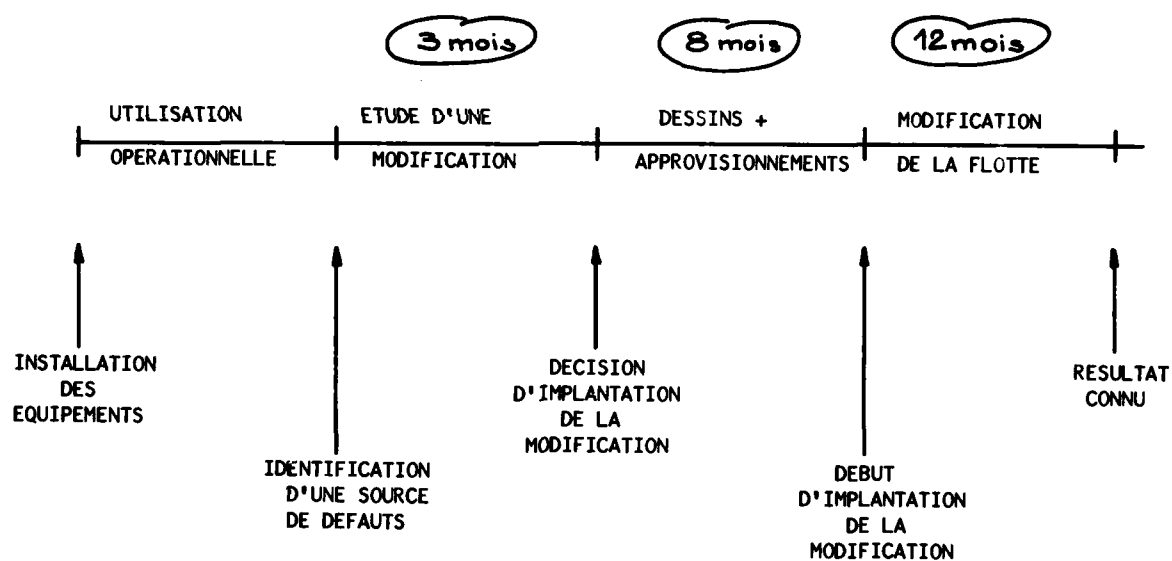 3 mois
8 mois
12 mois
UTILISATION
OPERATIONNELLE
ETUDE D'UNE
MODIFICATION
DESSINS +
APPROVISIONNEMENTS
MODIFICATION
DE LA FLOTTE
INSTALLATION
DES
EQUIPEMENTS
IDENTIFICATION
D'UNE SOURCE
DE DEFAUTS
DECISION
D'IMPLANTATION
DE LA
MODIFICATION
DEBUT
D'IMPLANTATION
DE LA
MODIFICATION
RESULTAT
CONNU